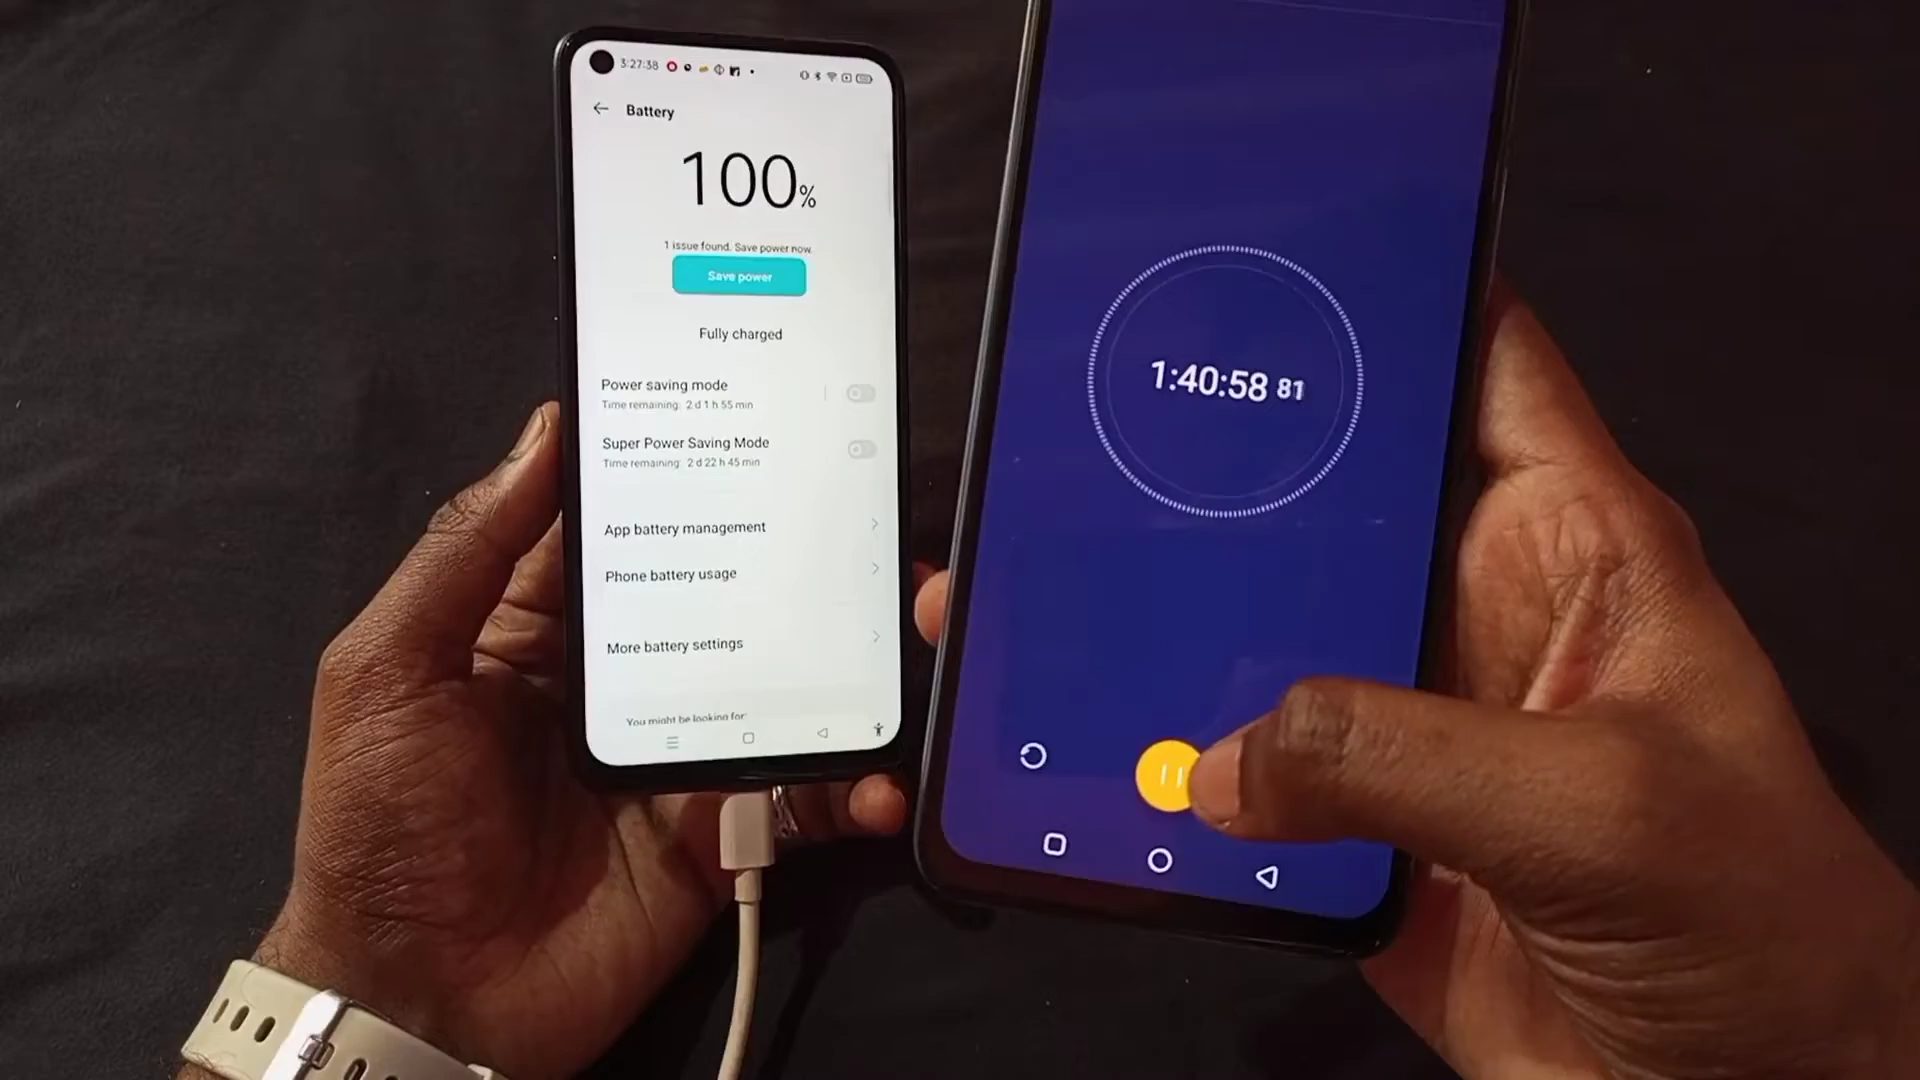 3:27:38
Battery
100%
1 issue found. Save power now.
Save power
Fully charged
Power saving mode
Time remaining: 2 d 1 h 55 min
Super Power Saving Mode
Time remaining: 2 d 22 h 45 min
App battery management
Phone battery usage
More battery settings
You might be looking for:
1:40:58 81